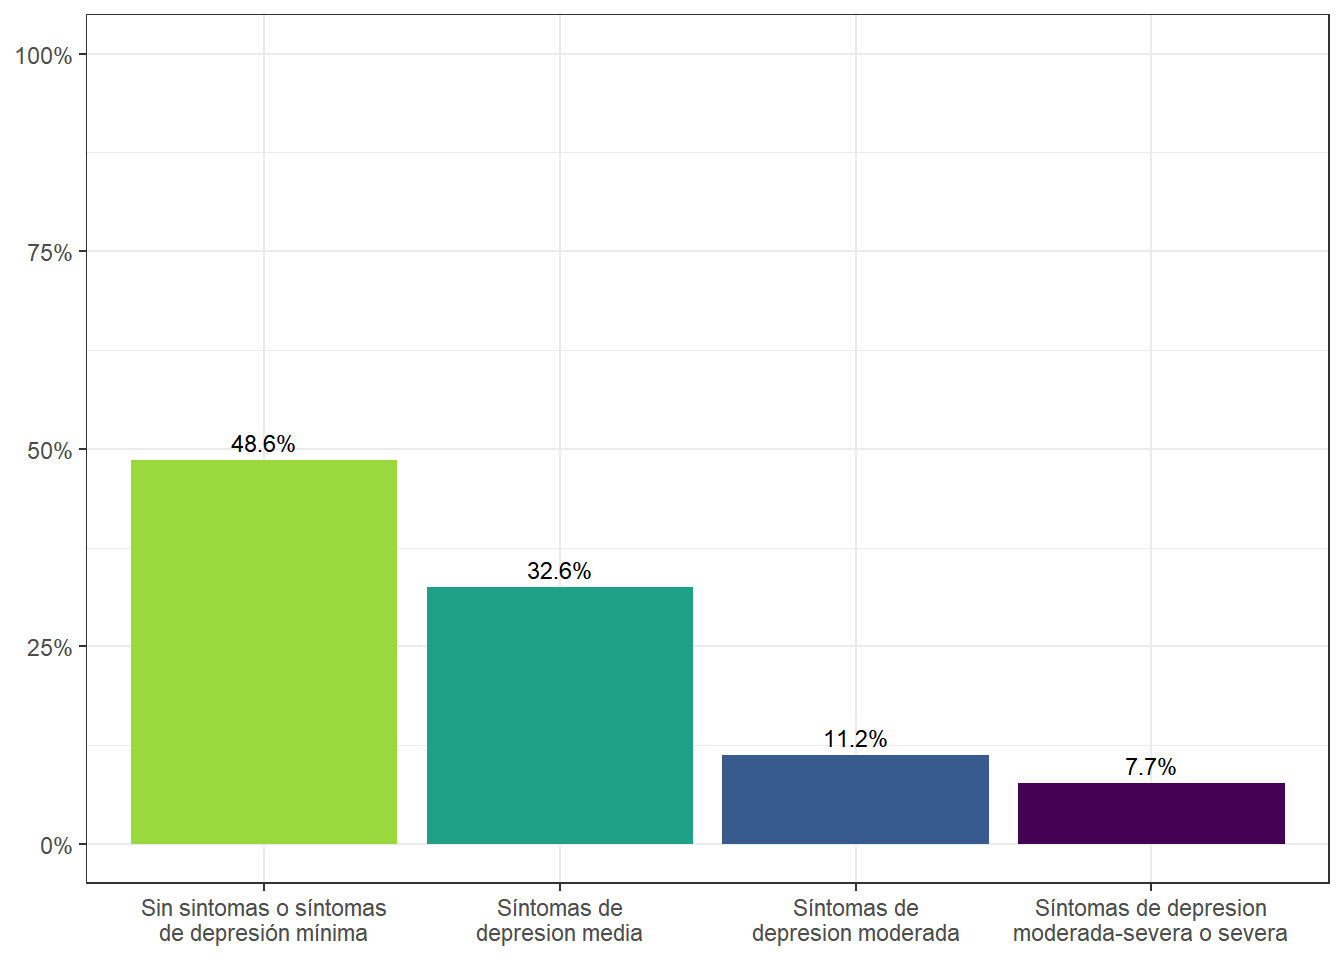 100%
75%
50%
25%
0%
48.6%
32.6%
11.2%
7.7%
Sin sintomas o síntomas
de depresión mínima
Síntomas de
depresion media
Síntomas de
depresion moderada
Síntomas de depresion
moderada-severa o severa